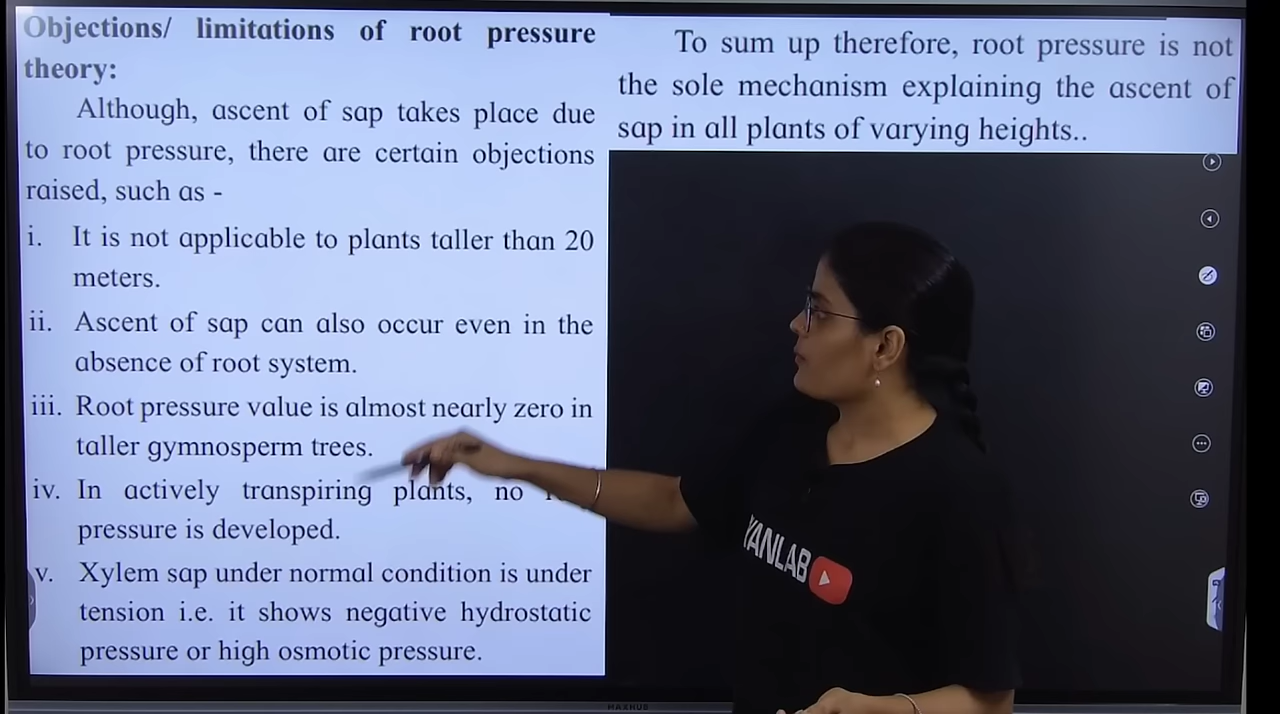 Objections/ limitations of root pressure
theory:
Although, ascent of sap takes place due
to root pressure, there are certain objections
raised, such as -
i. It is not applicable to plants taller than 20
meters.
ii. Ascent of sap can also occur even in the
absence of root system.
iii. Root pressure value is almost nearly zero in
taller gymnosperm trees.
iv. In actively transpiring plants, no
pressure is developed.
v. Xylem sap under normal condition is under
tension i.e. it shows negative hydrostatic
pressure or high osmotic pressure.
To sum up therefore, root pressure is not
the sole mechanism explaining the ascent of
sap in all plants of varying heights..
YANLAB
MAXHUB